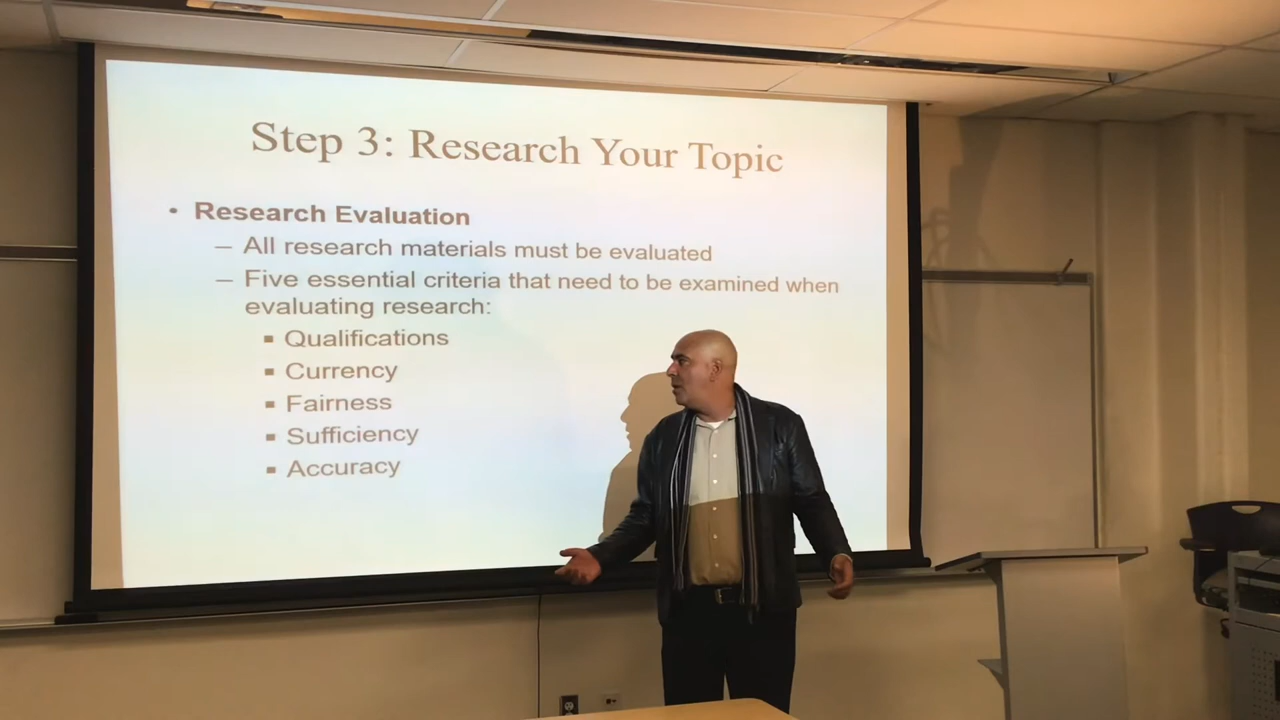 Step 3: Research Your Topic
• Research Evaluation
– All research materials must be evaluated
– Five essential criteria that need to be examined when
evaluating research:
▪ Qualifications
▪ Currency
▪ Fairness
▪ Sufficiency
▪ Accuracy